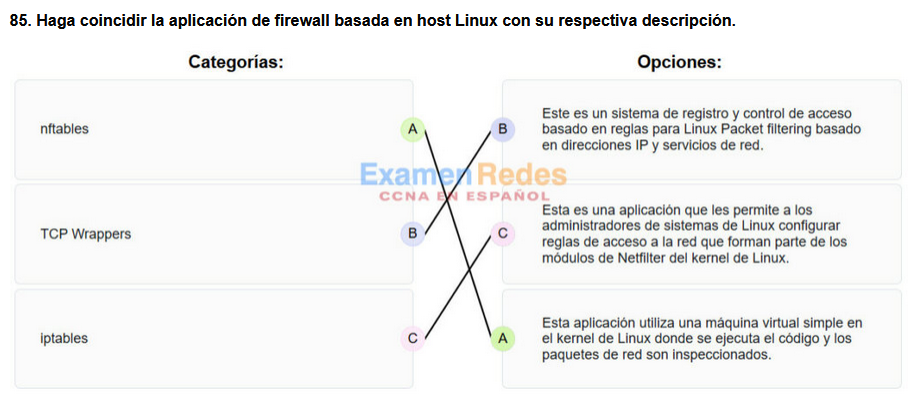 85. Haga coincidir la aplicación de firewall basada en host Linux con su respectiva descripción.
Categorías:
Opciones:
nftables
A
B
Este es un sistema de registro y control de acceso
basado en reglas para Linux Packet filtering basado
en direcciones IP y servicios de red.
ExamenRedes
CCNA EN ESPAÑOL
TCP Wrappers
B
C
Esta es una aplicación que les permite a los
administradores de sistemas de Linux configurar
reglas de acceso a la red que forman parte de los
módulos de Netfilter del kernel de Linux.
iptables
C
A
Esta aplicación utiliza una máquina virtual simple en
el kernel de Linux donde se ejecuta el código y los
paquetes de red son inspeccionados.